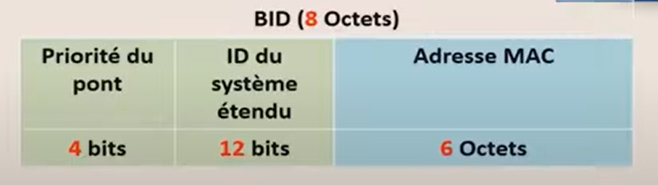 BID (8 Octets)
Priorité du
pont
ID du
système
étendu
Adresse MAC
4 bits
12 bits
6 Octets